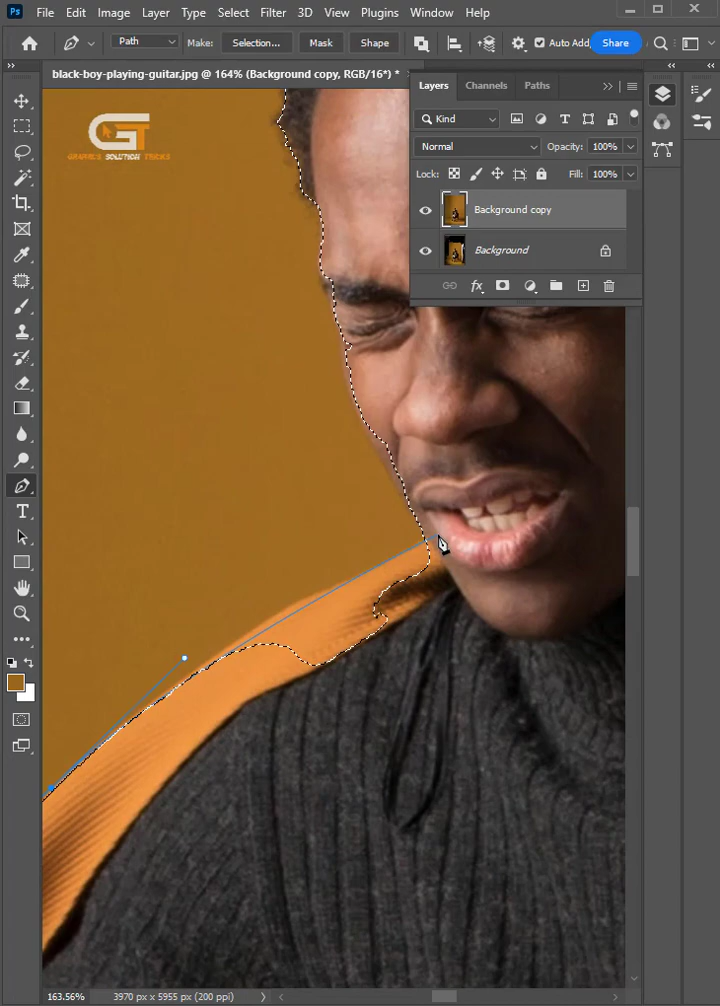 Ps File Edit Image Layer Type Select Filter 3D View Plugins Window Help
Path Make: Selection... Mask Shape Auto Add Share
black-boy-playing-guitar.jpg @ 164% (Background copy, RGB/16*) *
Layers Channels Paths
Kind
Normal Opacity: 100%
Lock: Fill: 100%
Background copy
Background
fx
GT
GRAPHICS SOLUTION TRICKS
T
163.56% 3970 px x 5955 px (200 ppi)